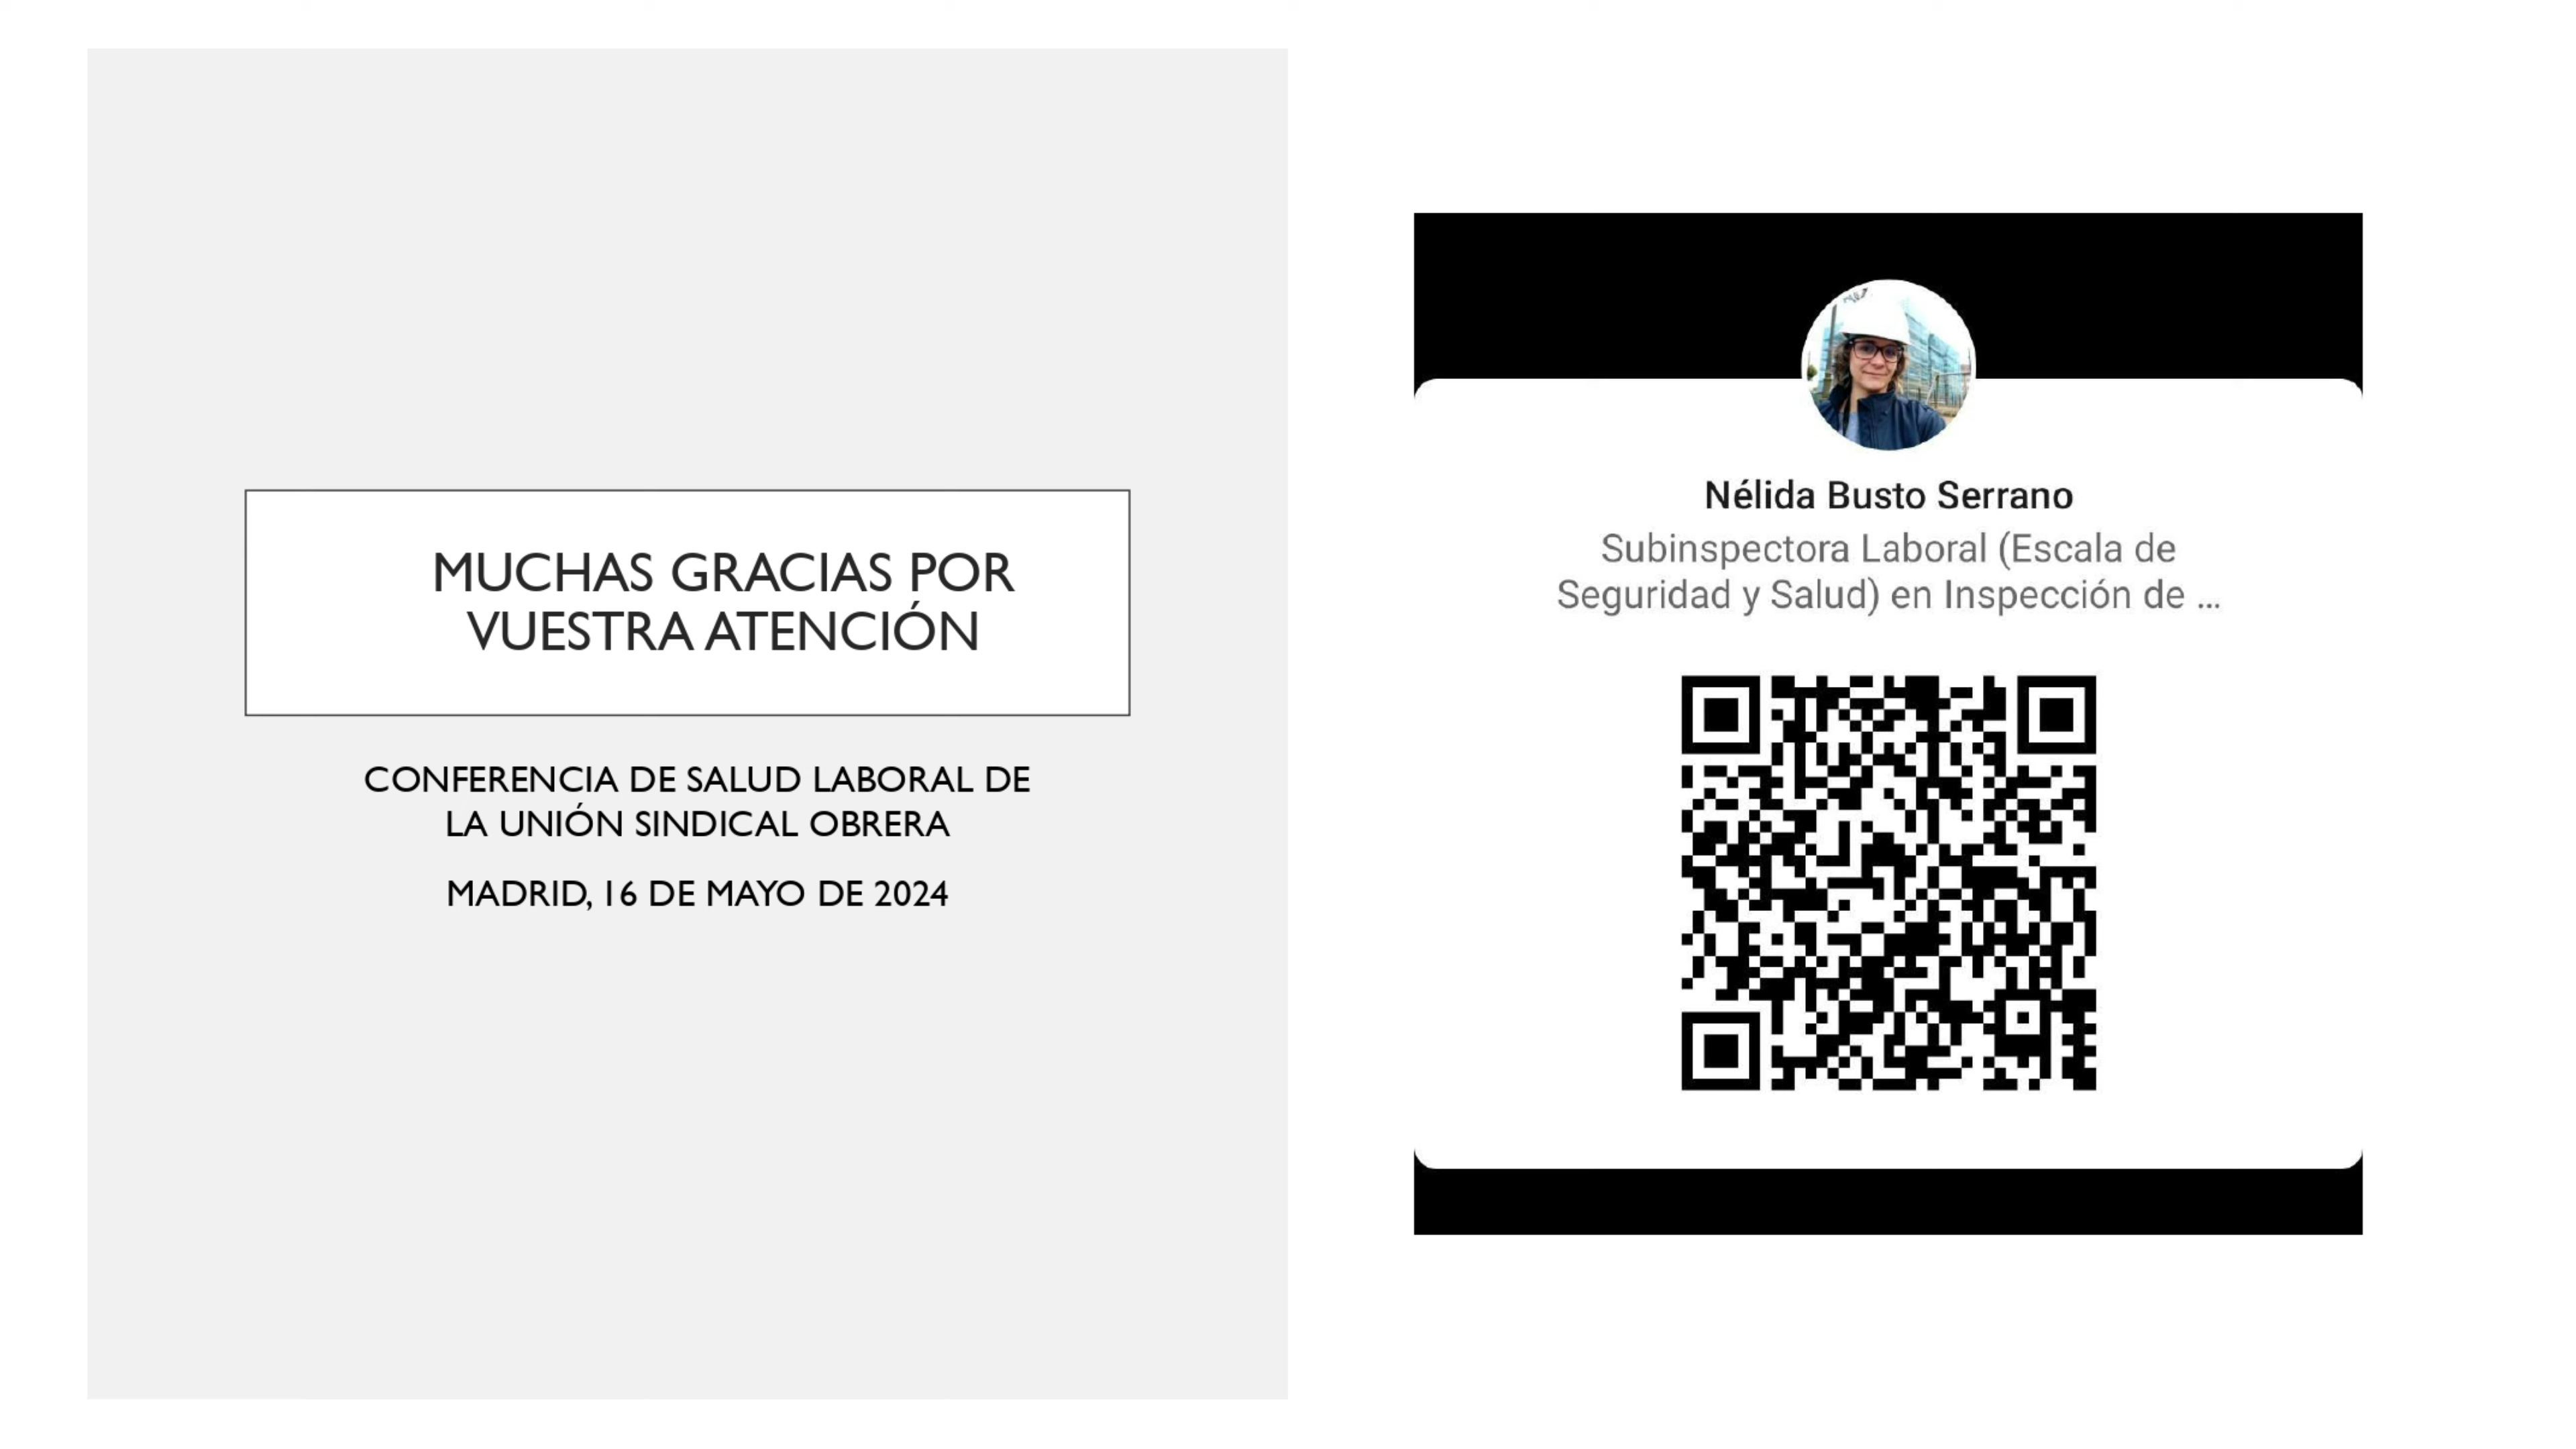 MUCHAS GRACIAS POR
VUESTRA ATENCIÓN
CONFERENCIA DE SALUD LABORAL DE
LA UNIÓN SINDICAL OBRERA
MADRID, 16 DE MAYO DE 2024
Nélida Busto Serrano
Subinspectora Laboral (Escala de
Seguridad y Salud) en Inspección de ...